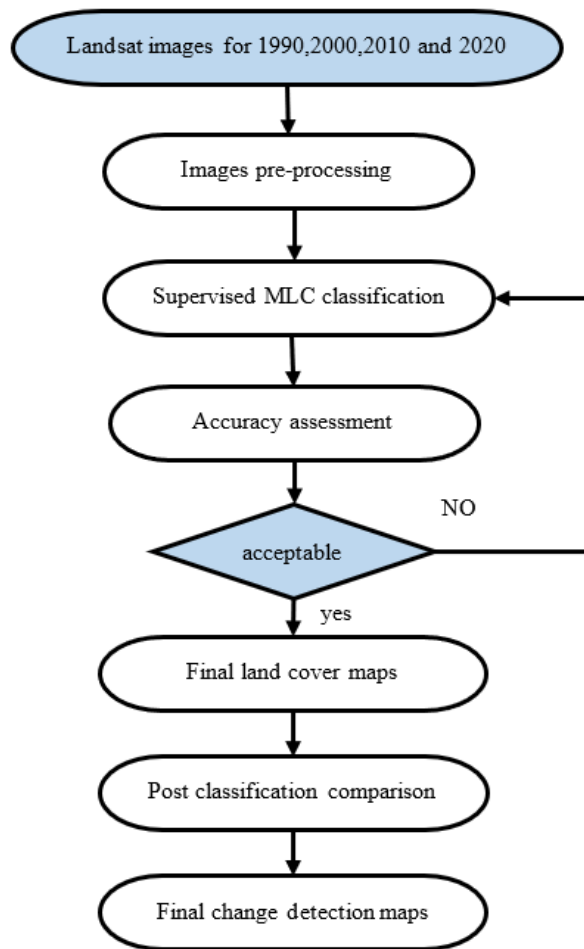 Landsat images for 1990,2000,2010 and 2020
Images pre-processing
Supervised MLC classification
Accuracy assessment
NO
acceptable
yes
Final land cover maps
Post classification comparison
Final change detection maps